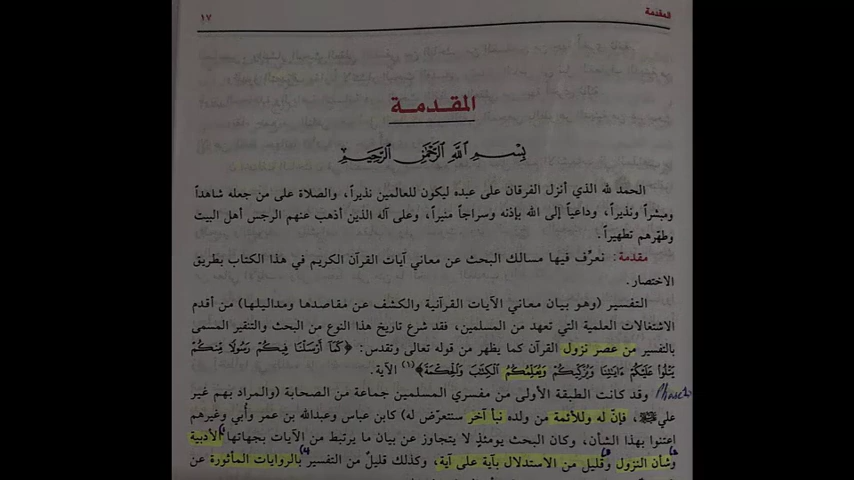 المقدمة
١٧
المقدمة
بسم الله الرحمن الرحيم
الحمد لله الذي أنزل الفرقان على عبده ليكون للعالمين نذيراً، والصلاة على من جعله شاهداً
ومبشراً ونذيراً، وداعياً إلى الله بإذنه وسراجاً منيراً، وعلى آله الذين أذهب عنهم الرجس أهل البيت
وطهّرهم تطهيراً.
مقدمة: نعرّف فيها مسالك البحث عن معاني آيات القرآن الكريم في هذا الكتاب بطريق
الاختصار.
التفسير (وهو بيان معاني الآيات القرآنية والكشف عن مقاصدها ومداليلها) من أقدم
الاشتغالات العلمية التي تعهد من المسلمين، فقد شرع تاريخ هذا النوع من البحث والتنقير المسمى
بالتفسير من عصر نزول القرآن كما يظهر من قوله تعالى وتقدس: ﴿كَمَا أَرْسَلْنَا فِيكُمْ رَسُولًا مِنكُمْ
يَتْلُوا عَلَيْكُمْ ءَايَٰتِنَا وَيُزَكِّيكُمْ وَيُعَلِّمُكُمُ الْكِتَٰبَ وَالْحِكْمَةَ﴾(١) الآية.
وقد كانت الطبقة الأولى من مفسري المسلمين جماعة من الصحابة (والمراد بهم غير
علي ﷺ، فإنّ له وللأئمة من ولده نبأ آخر سنتعرّض له) كابن عباس وعبدالله بن عمر وأُبي وغيرهم
اعتنوا بهذا الشأن، وكان البحث يومئذٍ لا يتجاوز عن بيان ما يرتبط من الآيات بجهاتها الأدبية
وشأن النزول وقليل من الاستدلال بآية على آية، وكذلك قليل من التفسير بالروايات المأثورة عن